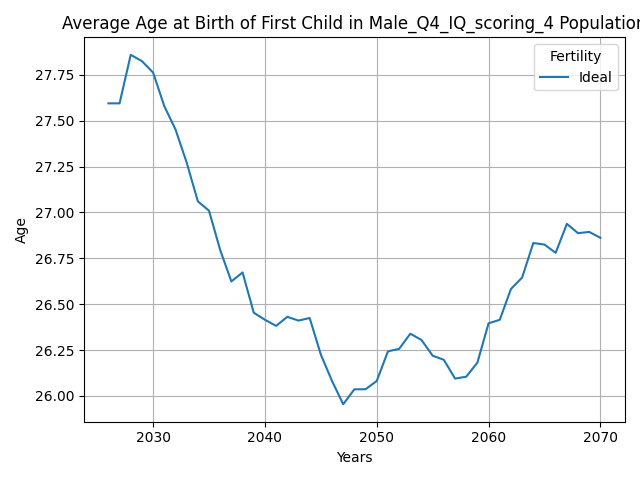 Average Age at Birth of First Child in Male_Q4_IQ_scoring_4 Population
Fertility
Ideal
27.75
27.50
27.25
27.00
26.75
26.50
26.25
26.00
Age
2030 2040 2050 2060 2070
Years